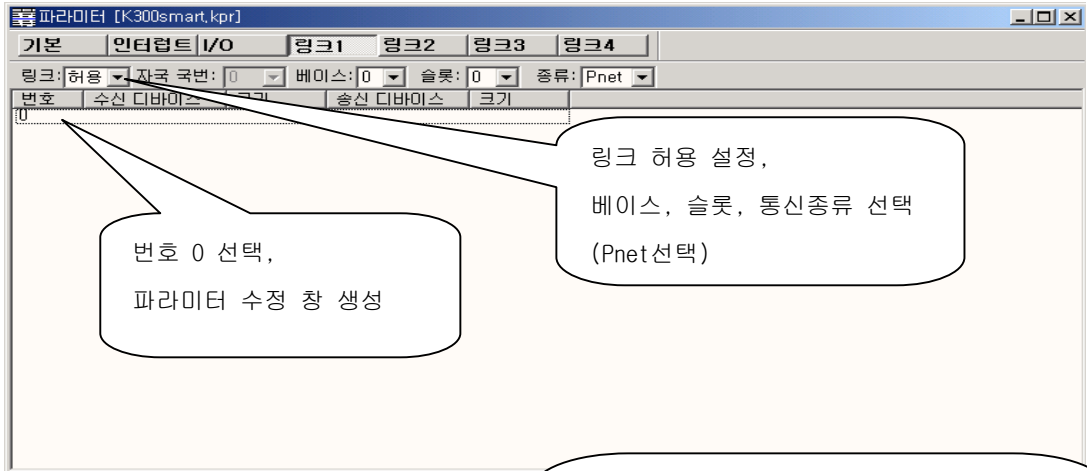 파라미터 [K300smart.kpr]
기본 인터럽트 I/O 링크1 링크2 링크3 링크4
링크: 허용 자국 국번: 0 베이스: 0 슬롯: 0 종류: Pnet
번호 수신 디바이스 크기 송신 디바이스 크기
0
링크 허용 설정,
베이스, 슬롯, 통신종류 선택
(Pnet선택)
번호 0 선택,
파라미터 수정 창 생성